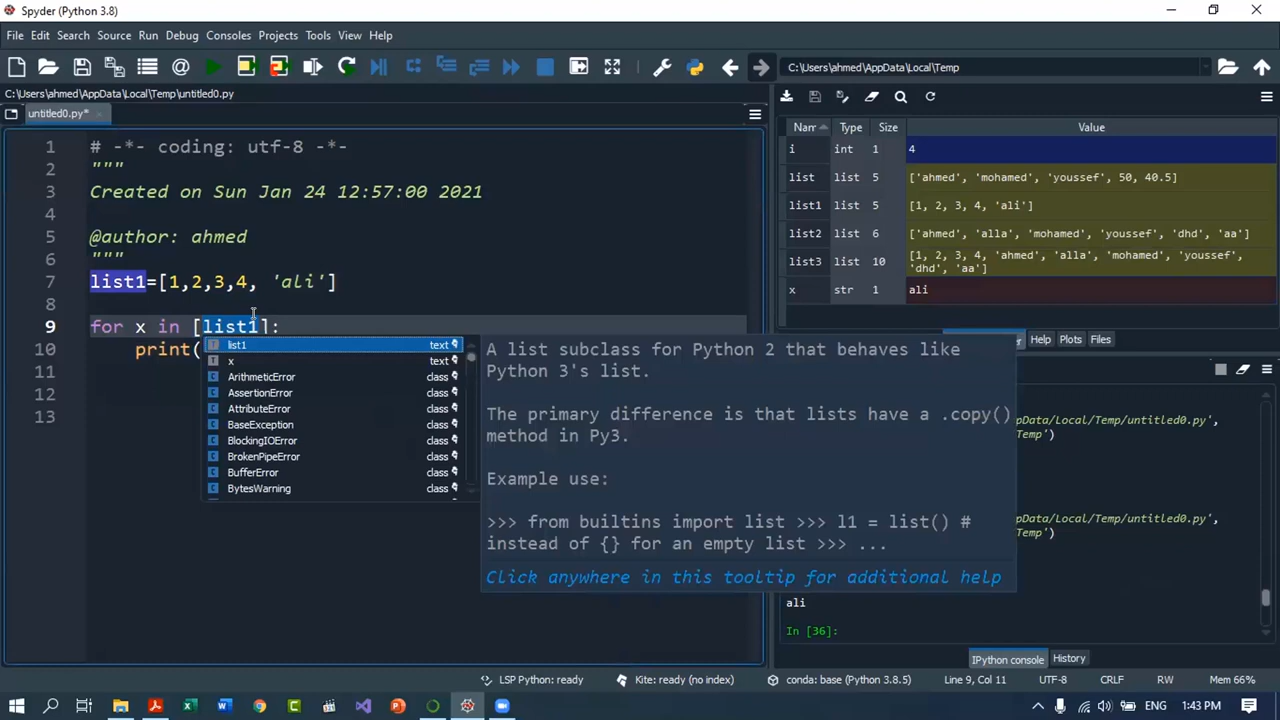 Spyder (Python 3.8)
File Edit Search Source Run Debug Consoles Projects Tools View Help
C:\Users\ahmed\AppData\Local\Temp
C:\Users\ahmed\AppData\Local\Temp\untitled0.py
untitled0.py*
1 # -*- coding: utf-8 -*-
2 """
3 Created on Sun Jan 24 12:57:00 2021
4
5 @author: ahmed
6 """
7 list1=[1,2,3,4, 'ali']
8
9 for x in [list1]:
10 print(
11
12
13
list1 text
x text
ArithmeticError class
AssertionError class
AttributeError class
BaseException class
BlockingIOError class
BrokenPipeError class
BufferError class
BytesWarning class
A list subclass for Python 2 that behaves like
Python 3's list.
The primary difference is that lists have a .copy()
method in Py3.
Example use:
>>> from builtins import list >>> l1 = list() #
instead of {} for an empty list >>> ...
Click anywhere in this tooltip for additional help
Type Size Value
i int 1 4
list list 5 ['ahmed', 'mohamed', 'youssef', 50, 40.5]
list1 list 5 [1, 2, 3, 4, 'ali']
list2 list 6 ['ahmed', 'alla', 'mohamed', 'youssef', 'dhd', 'aa']
list3 list 10 [1, 2, 3, 4, 'ahmed', 'alla', 'mohamed', 'youssef',
'dhd', 'aa']
x str 1 ali
Help Plots Files
pData/Local/Temp/untitled0.py',
Temp')
pData/Local/Temp/untitled0.py',
Temp')
ali
In [36]:
IPython console History
LSP Python: ready Kite: ready (no index) conda: base (Python 3.8.5) Line 9, Col 11 UTF-8 CRLF RW Mem 66%
ENG 1:43 PM